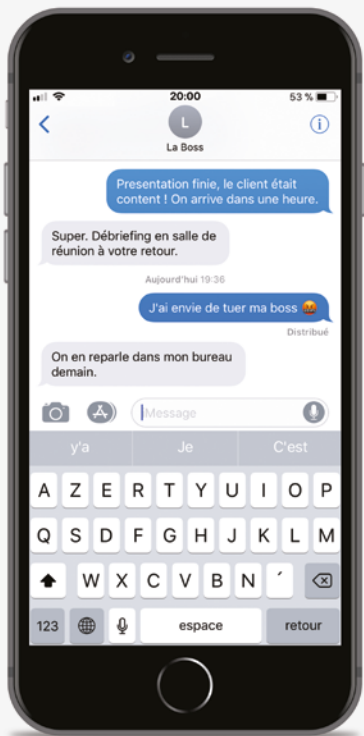 20:00
53 %
L
La Boss
Presentation finie, le client était
content ! On arrive dans une heure.
Super. Débriefing en salle de
réunion à votre retour.
Aujourd'hui 19:36
J'ai envie de tuer ma boss 🤬
Distribué
On en reparle dans mon bureau
demain.
Message
y'a Je C'est
A Z E R T Y U I O P
Q S D F G H J K L M
W X C V B N ´
123 espace retour